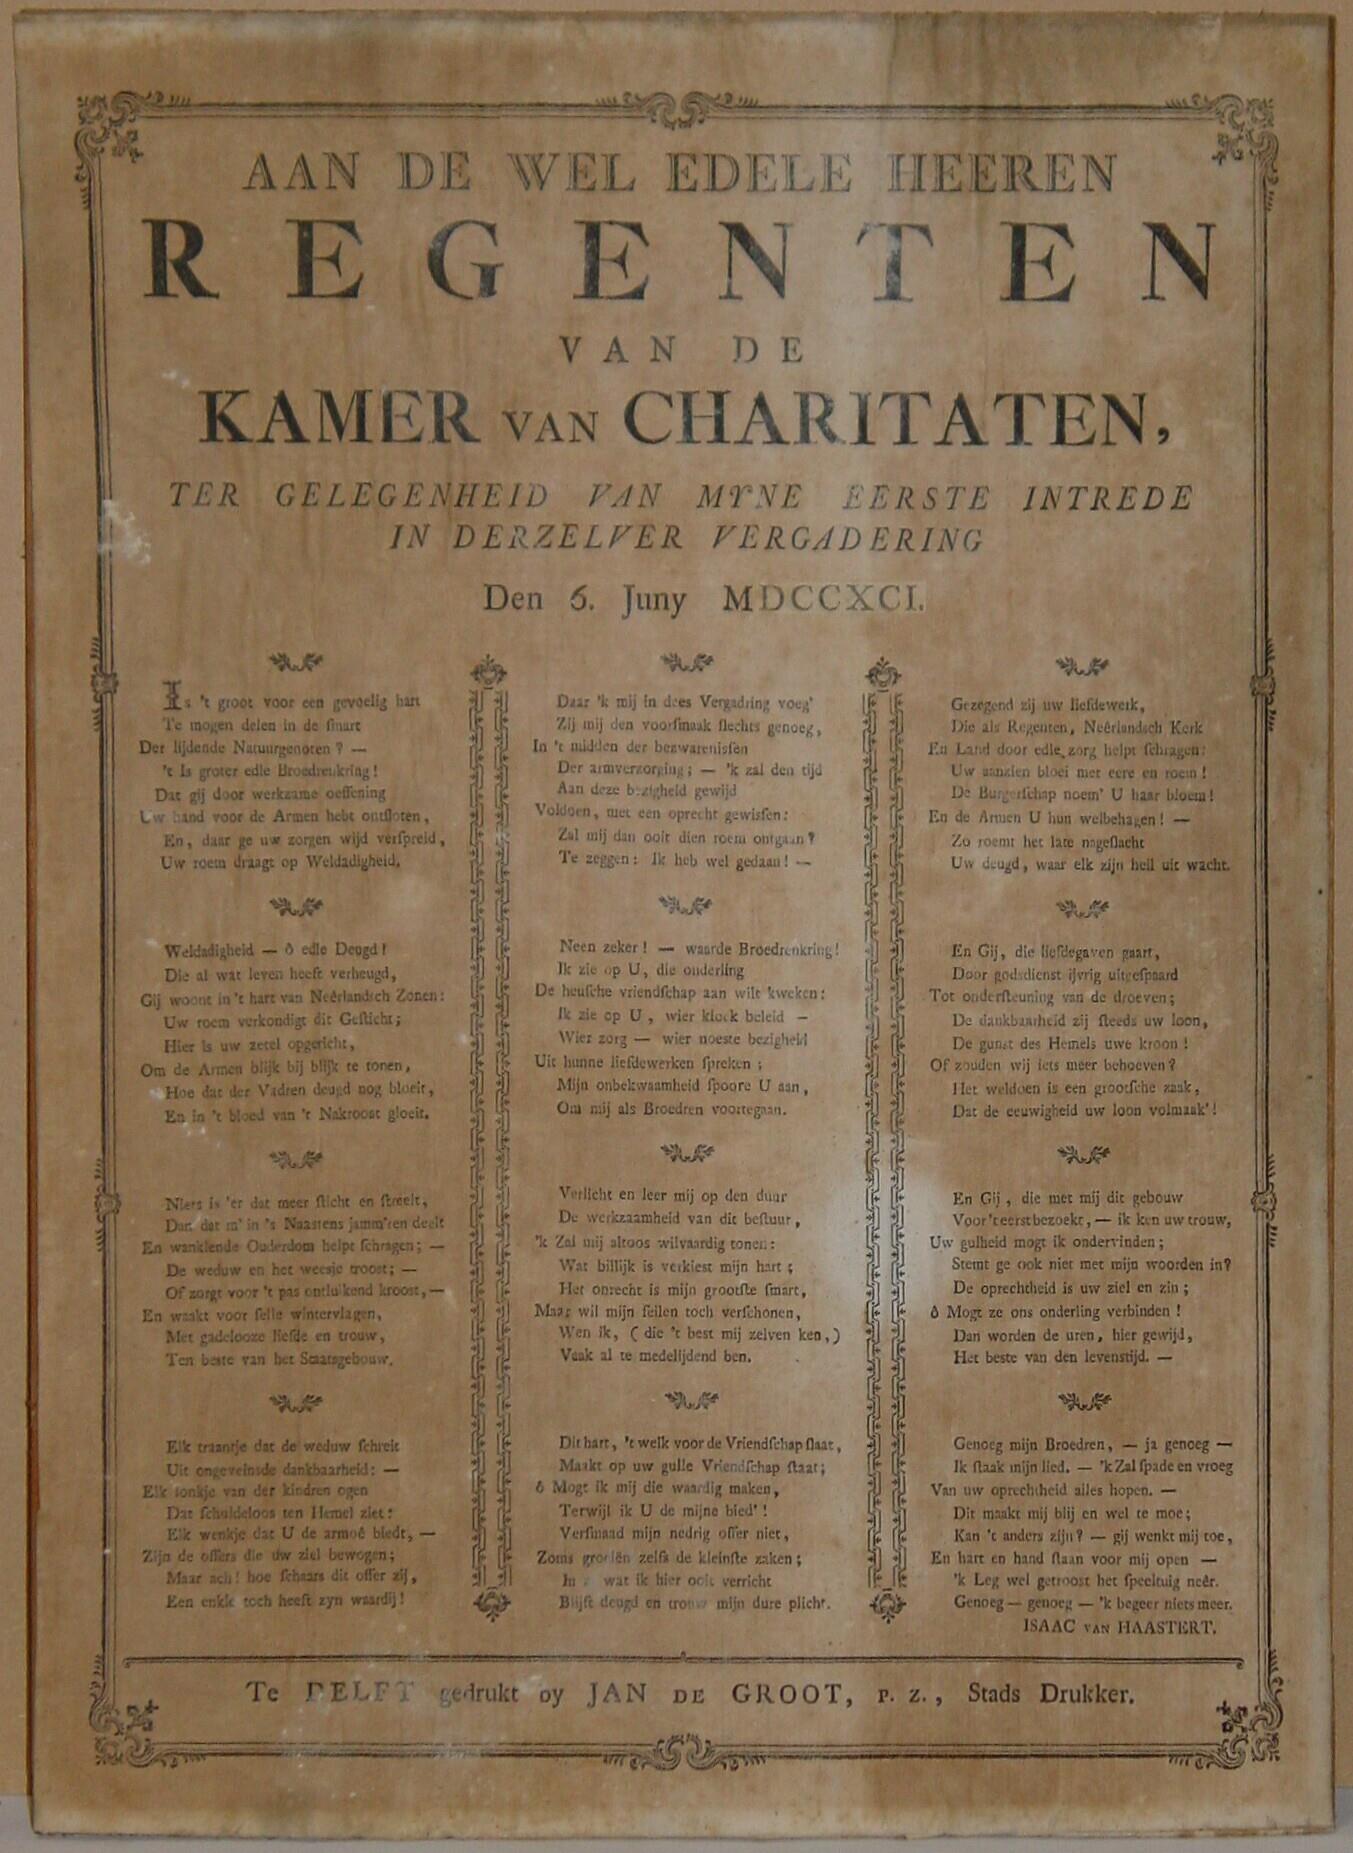 AAN DE WEL EDELE HEEREN
REGENTEN
VAN DE
KAMER VAN CHARITATEN,
TER GELEGENHEID VAN MYNE EERSTE INTREDE
IN DERZELVER VERGADERING
Den 6. Juny MDCCXCI.
Is 't groot voor een gevoelig hart
Te mogen delen in de ſmart
Der lijdende Natuurgenoten? —
't Is groter edle Broedrenkring!
Dat gij door werkzame oeffening
Uw hand voor de Armen hebt ontſloten,
En, daar ge uw zorgen wijd verſpreid,
Uw roem draagt op Weldadigheid.
Weldadigheid — ô edle Deugd!
Die al wat leven heeft verheugd,
Gij woont in 't hart van Neêrlandsch Zonen:
Uw roem verkondigt dit Geſticht;
Hier is uw zetel opgericht,
Om de Armen blijk bij blijk te tonen,
Hoe dat der Vadren deugd nog bloeit,
En in 't bloed van 't Nakroost gloeit.
Niets is 'er dat meer ſticht en ſtreelt,
Dan dat m' in 's Naastens jamm'ren deelt
En wanklende Ouderdom helpt ſchragen; —
De weduw en het weesje troost; —
Of zorgt voor 't pas ontluikend kroost, —
En waakt voor felle wintervlagen,
Met gadelooze liefde en trouw,
Ten beste van het Staatsgebouw.
Elk traantje dat de weduw ſchreit
Uit ongeveinsde dankbaarheid: —
Elk lonkje van der kindren ogen
Dat ſchuldeloos ten Hemel ziet:
Elk wenkje dat U de armoê biedt, —
Zijn de offers die uw ziel bewogen;
Maar ach! hoe ſchaars dit offer zij,
Een enkle toch heeft zyn waardij!
Daar 'k mij in dees Vergadring voeg'
Zij mij den voorſmaak ſlechts genoeg,
In 't midden der bezwareniſſen
Der armverzorging; — 'k zal den tijd
Aan deze bezigheid gewijd
Voldoen, met een oprecht gewisſen:
Zal mij dan ooit dien roem ontgaan?
Te zeggen: Ik heb wel gedaan! —
Neen zeker! — waarde Broedrenkring!
Ik zie op U, die onderling
De heuſche vriendſchap aan wilt kweken:
Ik zie op U, wier kloek beleid —
Wier zorg — wier noeste bezigheid
Uit hunne liefdewerken ſpreken;
Mijn onbekwaamheid ſpoore U aan,
Om mij als Broedren voortegaan.
Verlicht en leer mij op den duur
De werkzaamheid van dit beſtuur,
'k Zal mij altoos wilvaardig tonen:
Wat billijk is verkiest mijn hart;
Het onrecht is mijn grootſte ſmart,
Maar wil mijn feilen toch verſchonen,
Wen ik, (die 't best mij zelven ken,)
Vaak al te medelijdend ben.
Dit hart, 't welk voor de Vriendſchap ſlaat,
Maakt op uw gulle Vriendſchap ſtaat;
ô Mogt ik mij die waardig maken,
Terwijl ik U de mijne bied'!
Verſmaad mijn nedrig offer niet,
Zoms groeiën zelfs de kleinſte zaken;
In wat ik hier ooit verricht
Blijft deugd en trouw mijn dure plicht.
Gezegend zij uw liefdewerk,
Die als Regenten, Neêrlandsch Kerk
En Land door edle zorg helpt ſchragen:
Uw aanzien bloei met eere en roem!
De Burgerſchap noem' U haar bloem!
En de Armen U hun welbehagen! —
Zo roemt het late nageſlacht
Uw deugd, waar elk zijn heil uit wacht.
En Gij, die liefdegaven gaart,
Door godsdienst ijvrig uitgeſpaard
Tot onderſteuning van de droeven;
De dankbaarheid zij ſteeds uw loon,
De gunst des Hemels uwe kroon!
Of zouden wij iets meer behoeven?
Het weldoen is een grootſche zaak,
Dat de eeuwigheid uw loon volmaak'!
En Gij, die met mij dit gebouw
Voor 't eerst bezoekt, — ik ken uw trouw,
Uw gulheid mogt ik ondervinden;
Stemt ge ook niet met mijn woorden in?
De oprechtheid is uw ziel en zin;
ô Mogt ze ons onderling verbinden!
Dan worden de uren, hier gewijd,
Het beste van den levenstijd. —
Genoeg mijn Broedren, — ja genoeg —
Ik ſtaak mijn lied. — 'k Zal ſpade en vroeg
Van uw oprechtheid alles hopen. —
Dit maakt mij blij en wel te moe;
Kan 't anders zijn? — gij wenkt mij toe,
En hart en hand ſtaan voor mij open —
'k Leg wel getroost het ſpeeltuig neêr.
Genoeg — genoeg — 'k begeer niets meer.
ISAAC VAN HAASTERT.
Te DELFT gedrukt by JAN DE GROOT, P. Z., Stads Drukker.